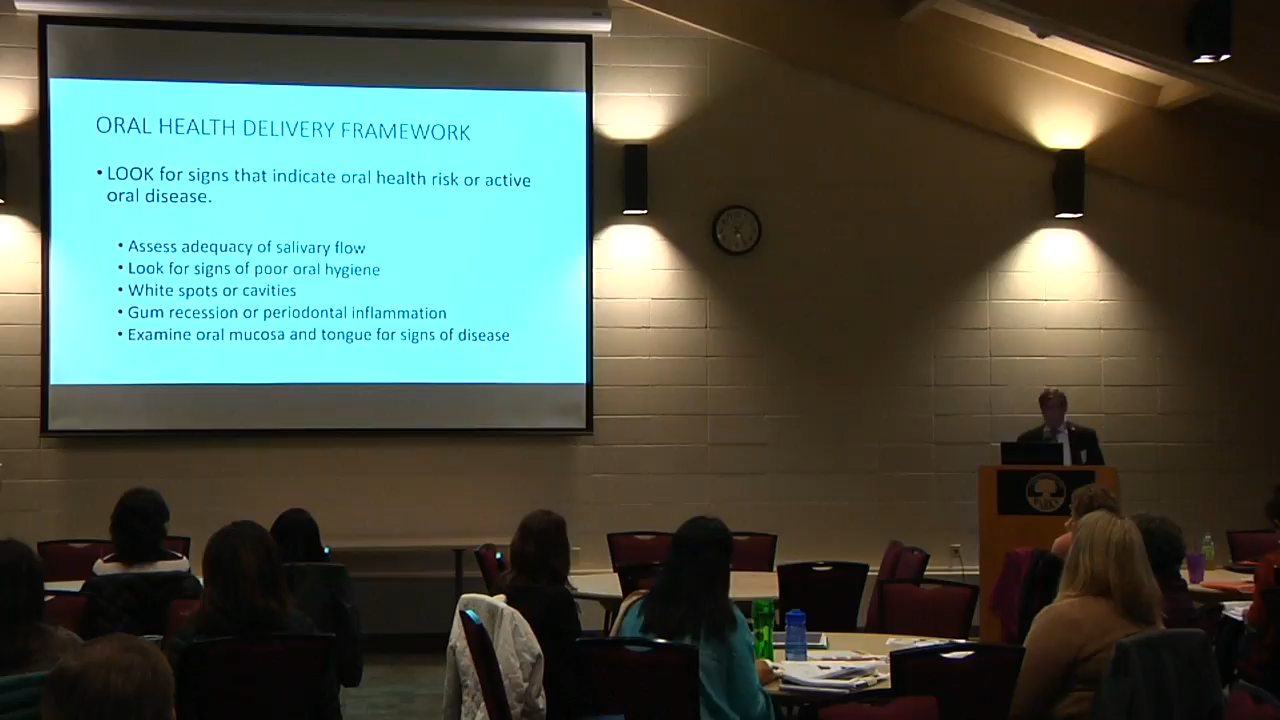 ORAL HEALTH DELIVERY FRAMEWORK
• LOOK for signs that indicate oral health risk or active
oral disease.
• Assess adequacy of salivary flow
• Look for signs of poor oral hygiene
• White spots or cavities
• Gum recession or periodontal inflammation
• Examine oral mucosa and tongue for signs of disease